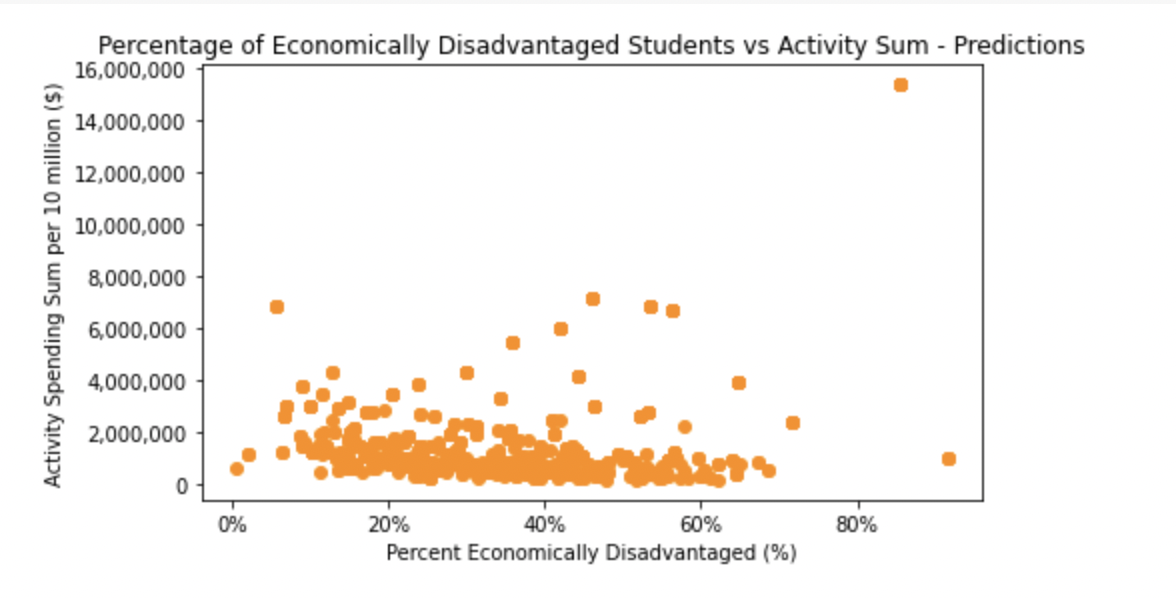 Percentage of Economically Disadvantaged Students vs Activity Sum - Predictions
Activity Spending Sum per 10 million ($)
16,000,000
14,000,000
12,000,000
10,000,000
8,000,000
6,000,000
4,000,000
2,000,000
0
0% 20% 40% 60% 80%
Percent Economically Disadvantaged (%)